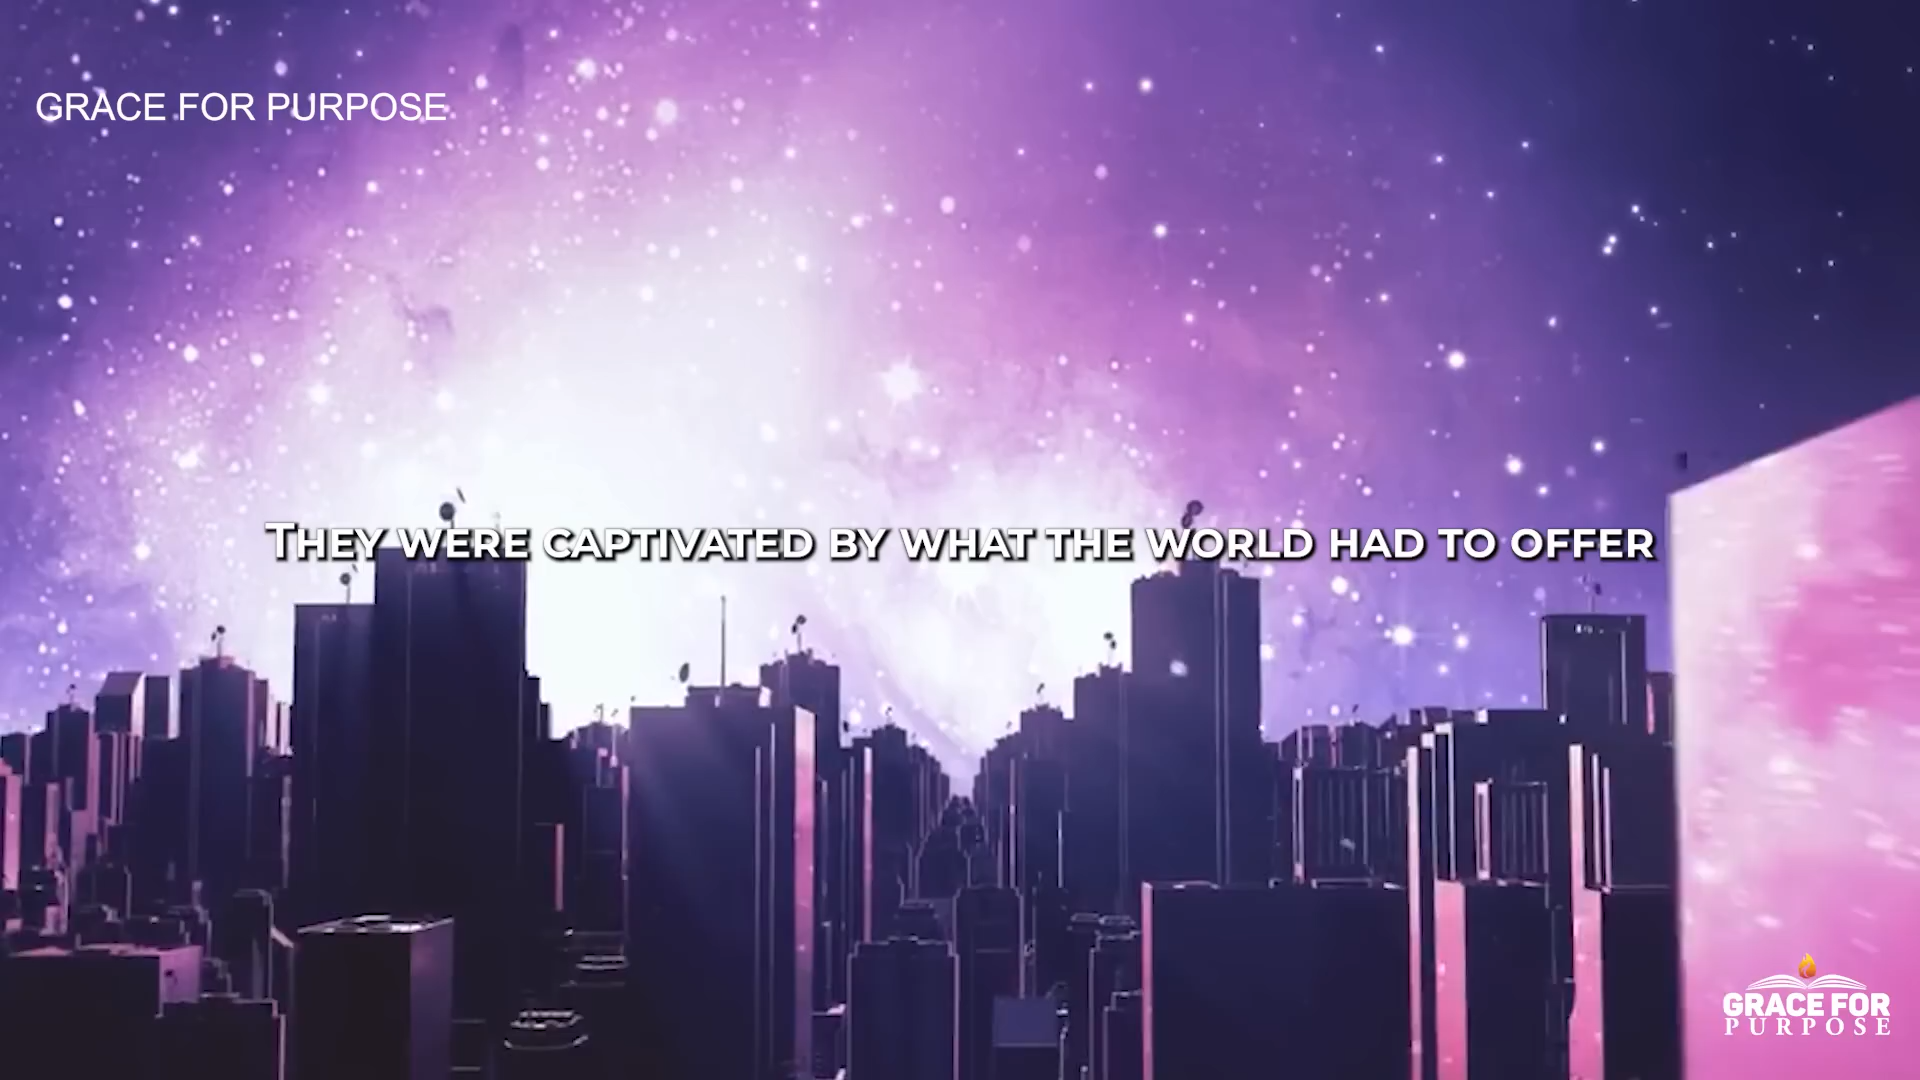 GRACE FOR PURPOSE
THEY WERE CAPTIVATED BY WHAT THE WORLD HAD TO OFFER
GRACE FOR
PURPOSE